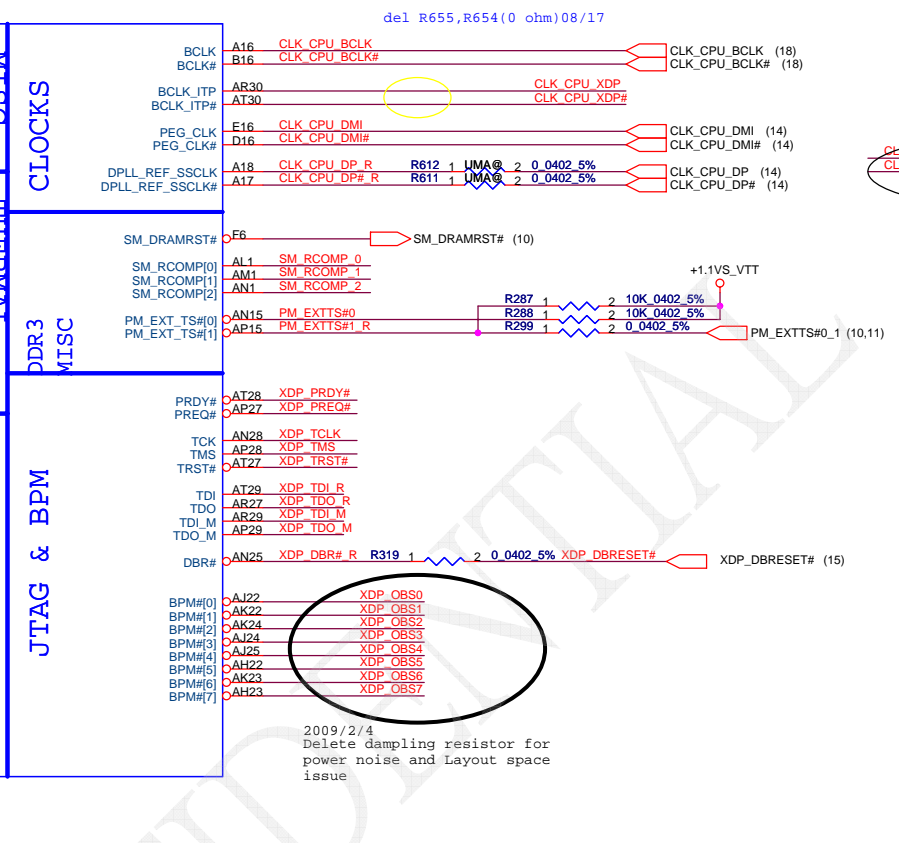 del R655,R654(0 ohm)08/17
CLOCKS
BCLK A16 CLK_CPU_BCLK CLK_CPU_BCLK (18)
BCLK# B16 CLK_CPU_BCLK# CLK_CPU_BCLK# (18)
BCLK_ITP AR30 CLK_CPU_XDP
BCLK_ITP# AT30 CLK_CPU_XDP#
PEG_CLK E16 CLK_CPU_DMI CLK_CPU_DMI (14)
PEG_CLK# D16 CLK_CPU_DMI# CLK_CPU_DMI# (14)
DPLL_REF_SSCLK A18 CLK_CPU_DP_R R612 1 UMA@ 2 0_0402_5% CLK_CPU_DP (14)
DPLL_REF_SSCLK# A17 CLK_CPU_DP#_R R611 1 UMA@ 2 0_0402_5% CLK_CPU_DP# (14)
DDR3
MISC
SM_DRAMRST# F6 SM_DRAMRST# (10)
SM_RCOMP[0] AL1 SM_RCOMP_0
SM_RCOMP[1] AM1 SM_RCOMP_1
SM_RCOMP[2] AN1 SM_RCOMP_2
+1.1VS_VTT
R287 1 2 10K_0402_5%
PM_EXT_TS#[0] AN15 PM_EXTTS#0 R288 1 2 10K_0402_5%
PM_EXT_TS#[1] AP15 PM_EXTTS#1_R R299 1 2 0_0402_5% PM_EXTTS#0_1 (10,11)
JTAG & BPM
PRDY# AT28 XDP_PRDY#
PREQ# AP27 XDP_PREQ#
TCK AN28 XDP_TCLK
TMS AP28 XDP_TMS
TRST# AT27 XDP_TRST#
TDI AT29 XDP_TDI_R
TDO AR27 XDP_TDO_R
TDI_M AR29 XDP_TDI_M
TDO_M AP29 XDP_TDO_M
DBR# AN25 XDP_DBR#_R R319 1 2 0_0402_5% XDP_DBRESET# XDP_DBRESET# (15)
BPM#[0] AJ22 XDP_OBS0
BPM#[1] AK22 XDP_OBS1
BPM#[2] AK24 XDP_OBS2
BPM#[3] AJ24 XDP_OBS3
BPM#[4] AJ25 XDP_OBS4
BPM#[5] AH22 XDP_OBS5
BPM#[6] AK23 XDP_OBS6
BPM#[7] AH23 XDP_OBS7
2009/2/4
Delete dampling resistor for
power noise and Layout space
issue
IDENTIAL